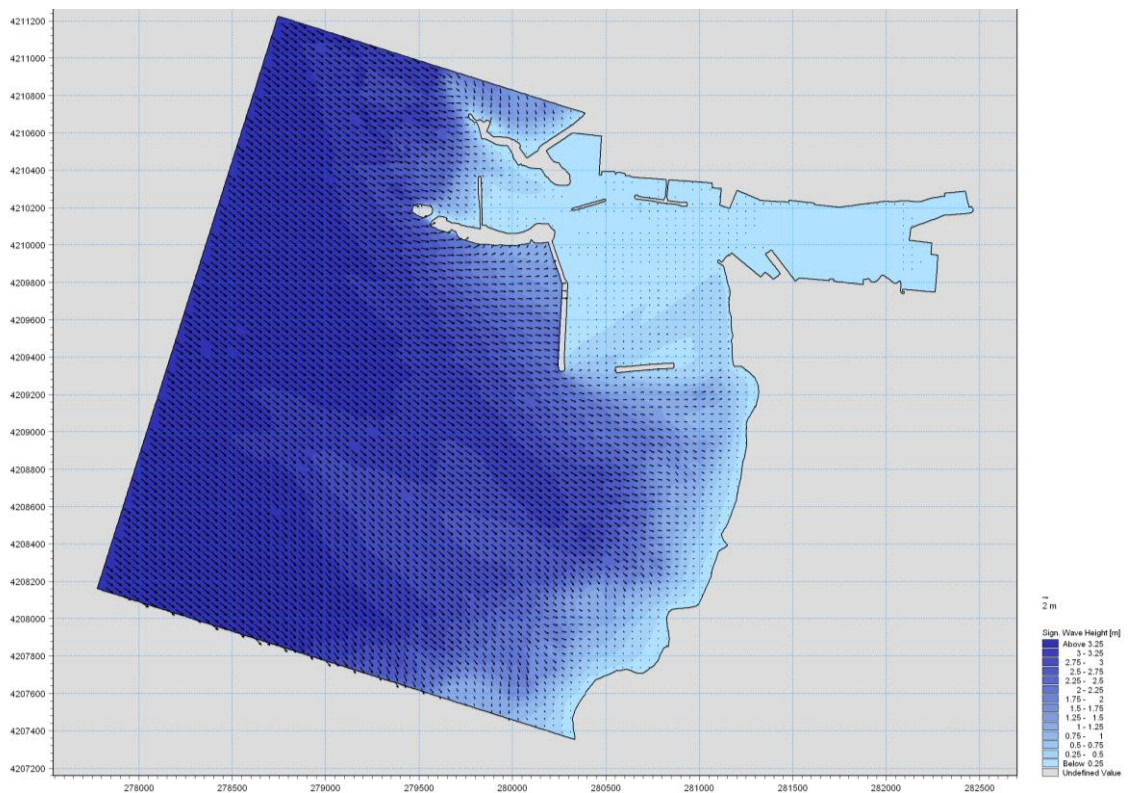 4211200
4211000
4210800
4210600
4210400
4210200
4210000
4209800
4209600
4209400
4209200
4209000
4208800
4208600
4208400
4208200
4208000
4207800
4207600
4207400
4207200
278000 278500 279000 279500 280000 280500 281000 281500 282000 282500
2 m
Sign. Wave Height [m]
Above 3.25
3 - 3.25
2.75 - 3
2.5 - 2.75
2.25 - 2.5
2 - 2.25
1.75 - 2
1.5 - 1.75
1.25 - 1.5
1 - 1.25
0.75 - 1
0.5 - 0.75
0.25 - 0.5
Below 0.25
Undefined Value